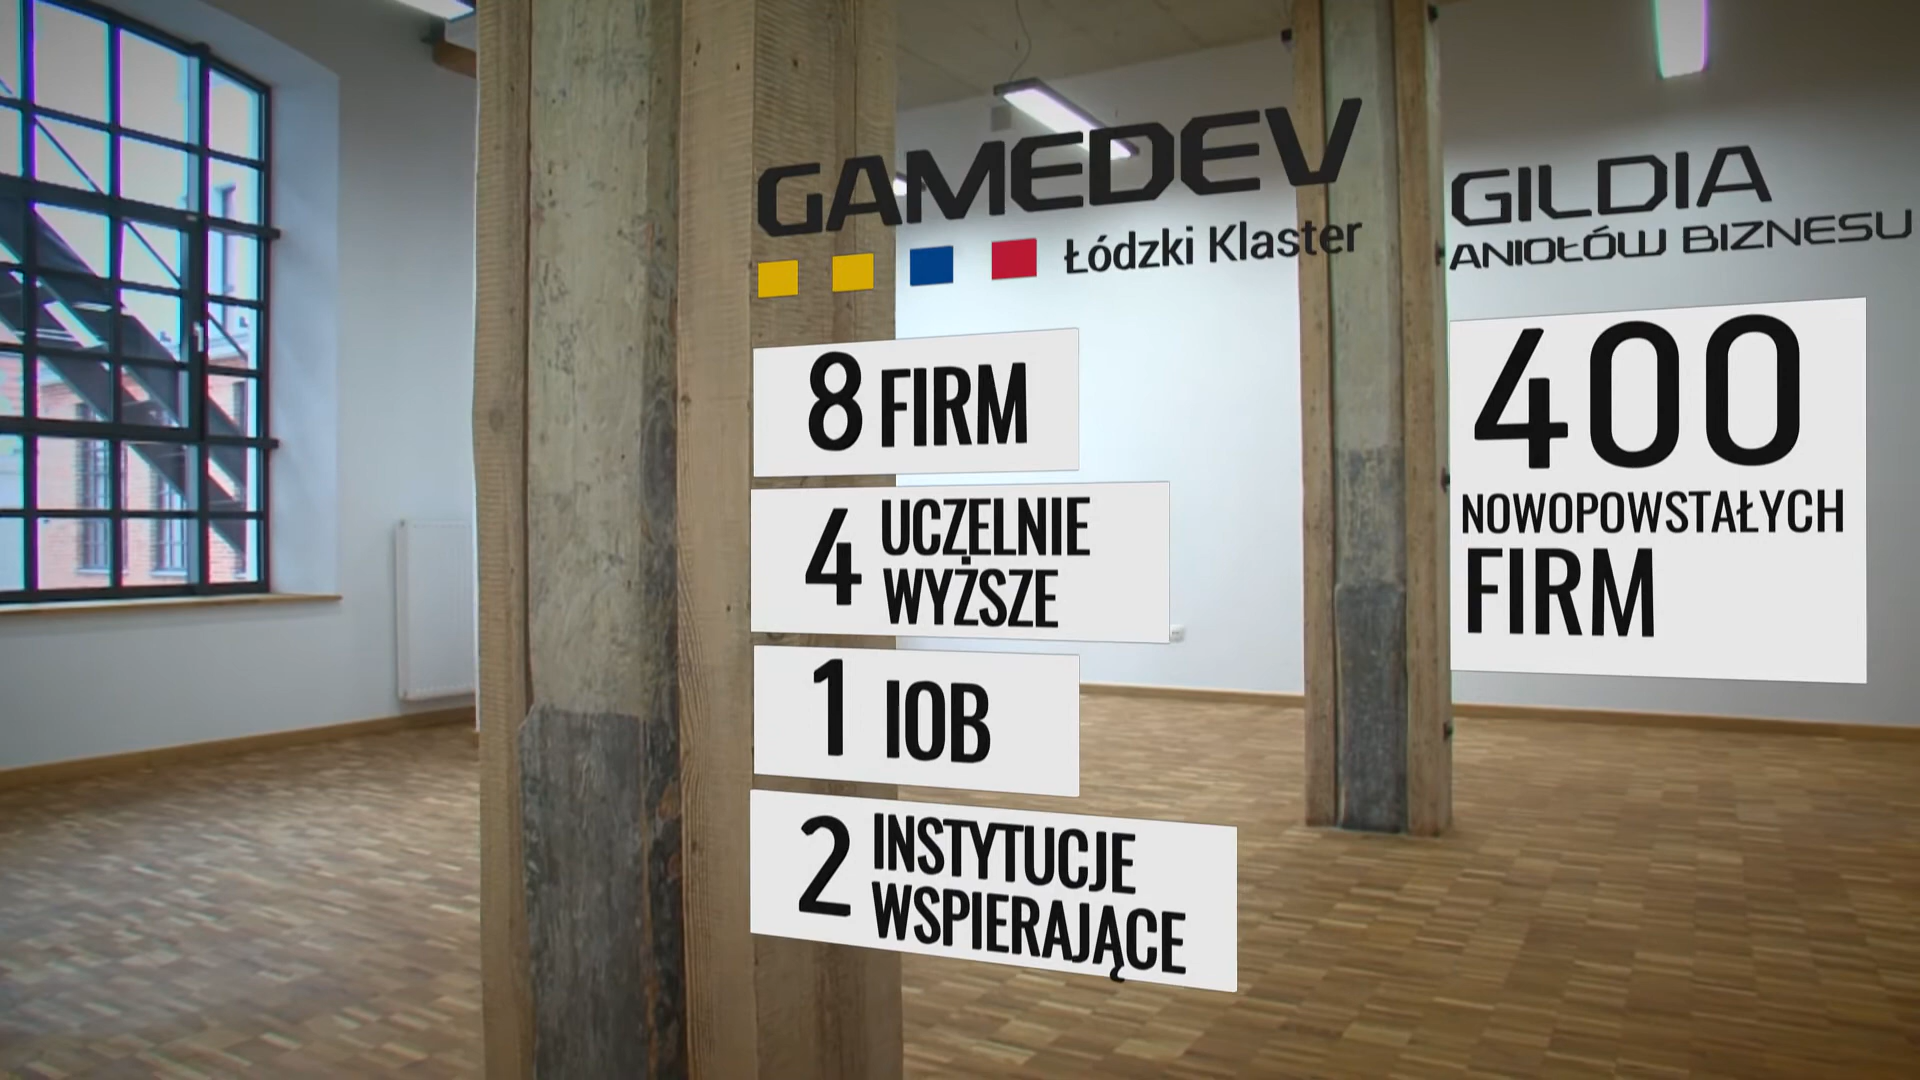 GAMEDEV
Łódzki Klaster
8 FIRM
4 UCZELNIE
WYŻSZE
1 IOB
2 INSTYTUCJE
WSPIERAJĄCE
GILDIA
ANIOŁÓW BIZNESU
400
NOWOPOWSTAŁYCH
FIRM